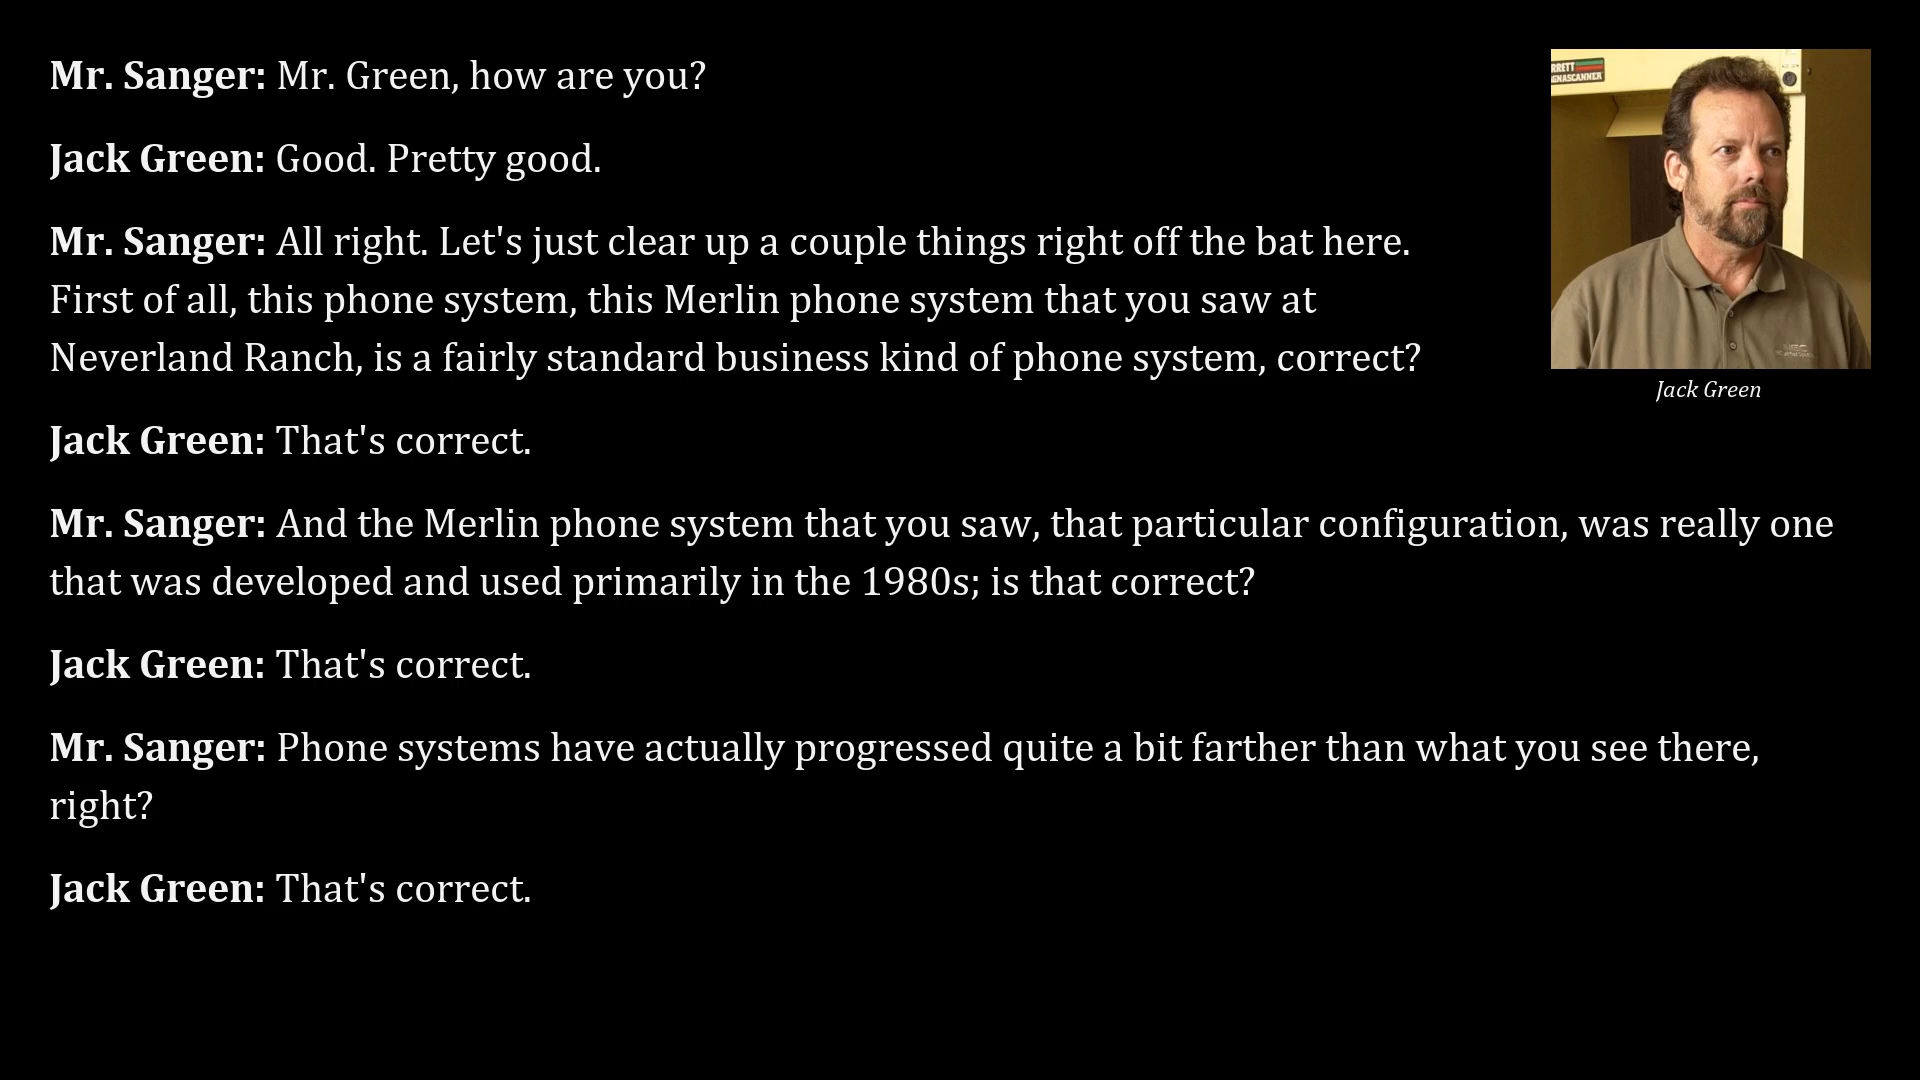 Mr. Sanger: Mr. Green, how are you?
Jack Green: Good. Pretty good.
Mr. Sanger: All right. Let's just clear up a couple things right off the bat here.
First of all, this phone system, this Merlin phone system that you saw at
Neverland Ranch, is a fairly standard business kind of phone system, correct?
RRETT
GNASCANNER
Jack Green
Jack Green: That's correct.
Mr. Sanger: And the Merlin phone system that you saw, that particular configuration, was really one
that was developed and used primarily in the 1980s; is that correct?
Jack Green: That's correct.
Mr. Sanger: Phone systems have actually progressed quite a bit farther than what you see there,
right?
Jack Green: That's correct.